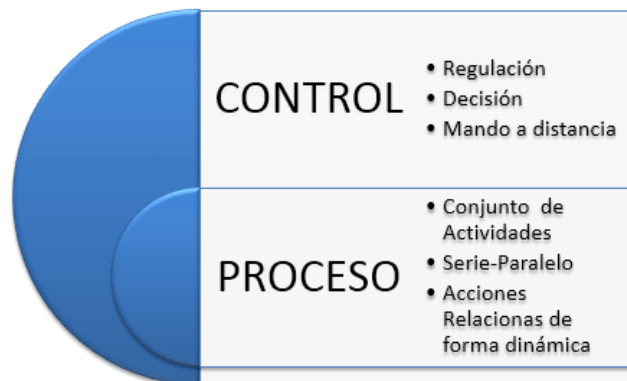 CONTROL
• Regulación
• Decisión
• Mando a distancia
PROCESO
• Conjunto de
Actividades
• Serie-Paralelo
• Acciones
Relacionas de
forma dinámica